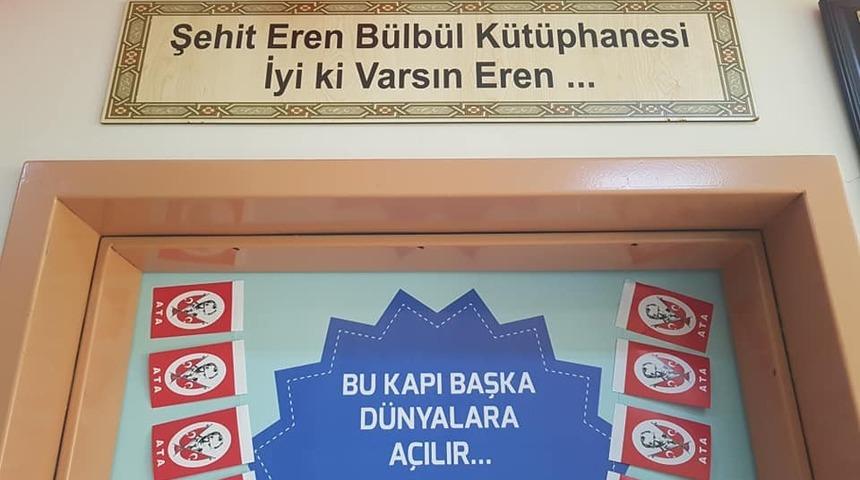 Şehit Eren Bülbül Kütüphanesi
İyi ki Varsın Eren ...
BU KAPI BAŞKA
DÜNYALARA
AÇILIR...
ATA
ATA
ATA
ATA
ATA
ATA